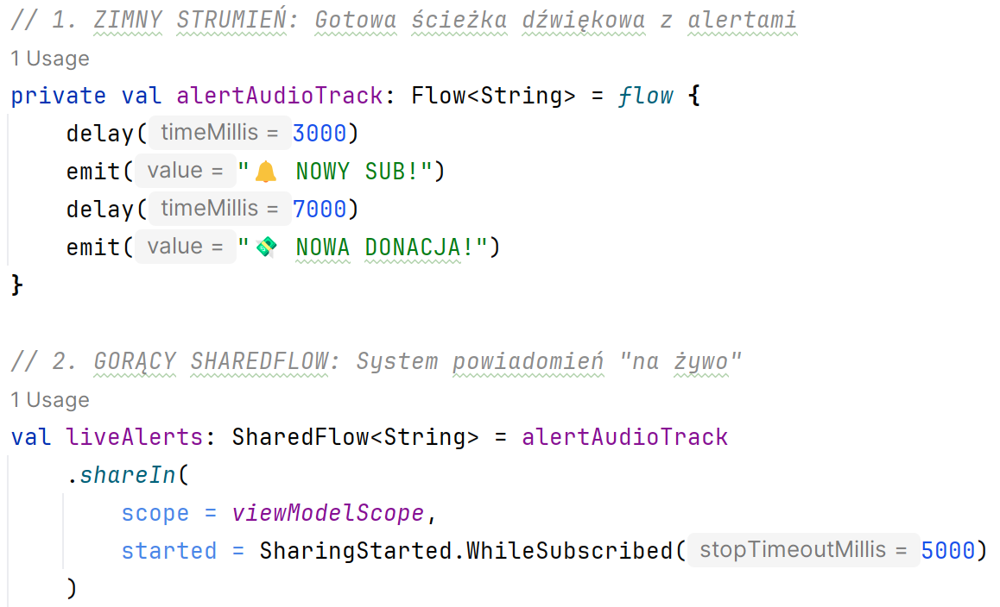 // 1. ZIMNY STRUMIEŃ: Gotowa ścieżka dźwiękowa z alertami
1 Usage
private val alertAudioTrack: Flow<String> = flow {
    delay( timeMillis = 3000)
    emit( value = "🔔 NOWY SUB!")
    delay( timeMillis = 7000)
    emit( value = "💸 NOWA DONACJA!")
}

// 2. GORĄCY SHAREDFLOW: System powiadomień "na żywo"
1 Usage
val liveAlerts: SharedFlow<String> = alertAudioTrack
    .shareIn(
        scope = viewModelScope,
        started = SharingStarted.WhileSubscribed( stopTimeoutMillis = 5000)
    )